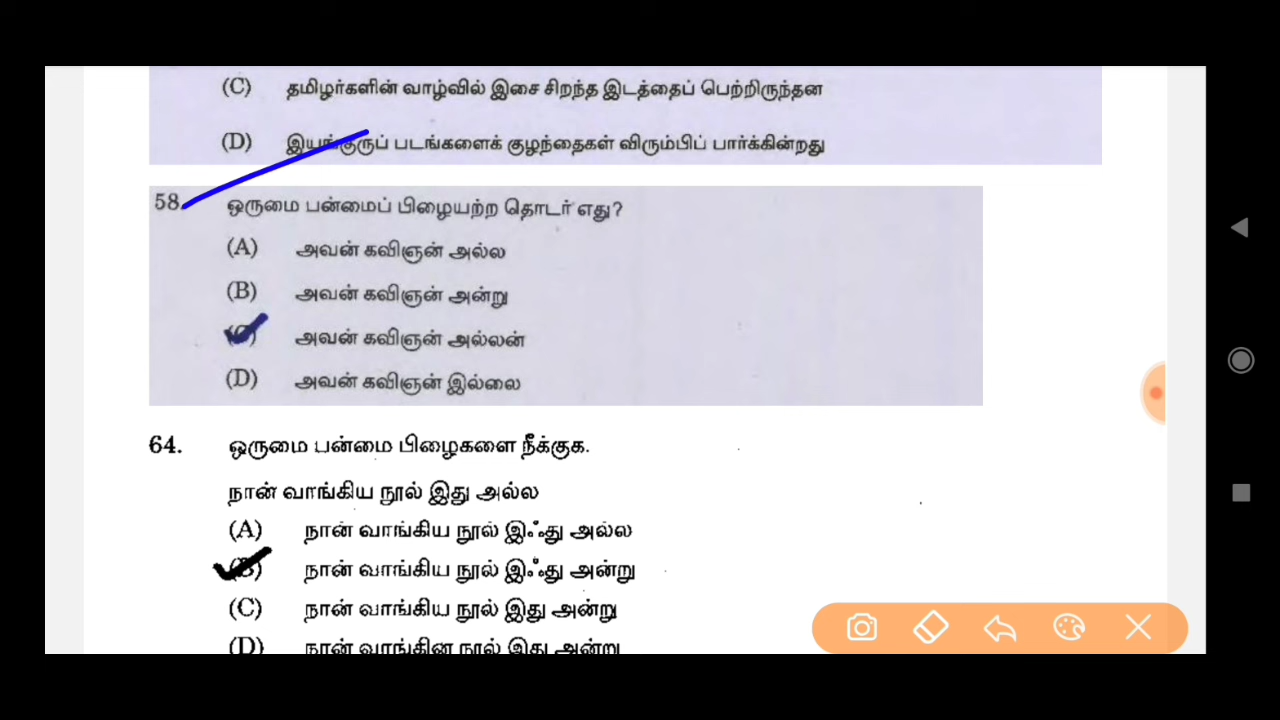 (C) தமிழர்களின் வாழ்வில் இசை சிறந்த இடத்தைப் பெற்றிருந்தன
(D) இயங்குருப் படங்களைக் குழந்தைகள் விரும்பிப் பார்க்கின்றது
58. ஒருமை பன்மைப் பிழையற்ற தொடர் எது?
(A) அவன் கவிஞன் அல்ல
(B) அவன் கவிஞன் அன்று
(C) அவன் கவிஞன் அல்லன்
(D) அவன் கவிஞன் இல்லை
64. ஒருமை பன்மை பிழைகளை நீக்குக.
நான் வாங்கிய நூல் இது அல்ல
(A) நான் வாங்கிய நூல் இஃது அல்ல
(B) நான் வாங்கிய நூல் இஃது அன்று
(C) நான் வாங்கிய நூல் இது அன்று
(D) நான் வாங்கின நூல் இது அன்று